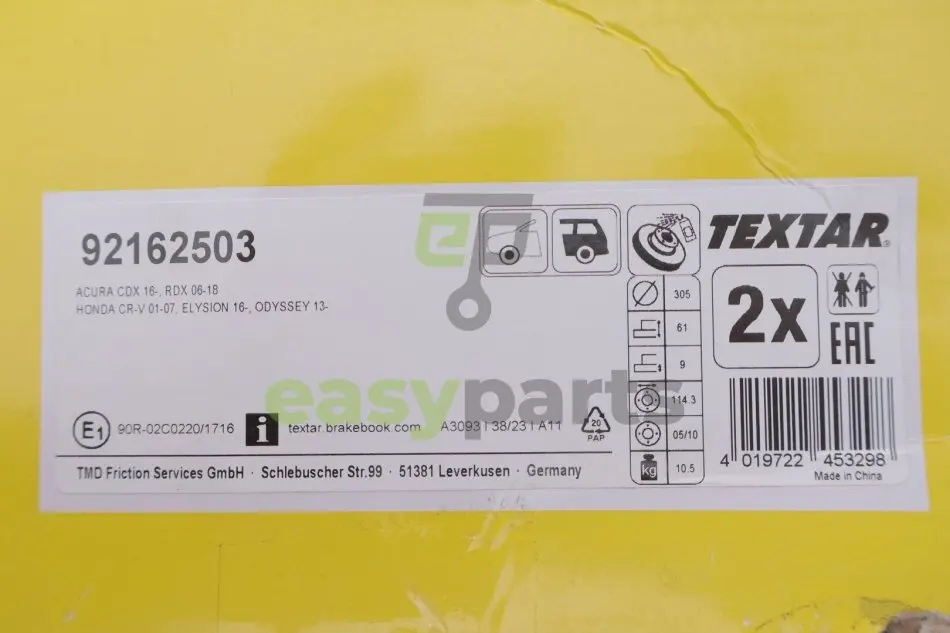 92162503
ACURA CDX 16-, RDX 06-18
HONDA CR-V 01-07, ELYSION 16-, ODYSSEY 13-
TEXTAR®
2x
EAC
305
61
9
114.3
05/10
kg 10.5
easyparts
E1 90R-02C0220/1716 i textar.brakebook.com A3093 | 38/23 | A11 20 PAP
TMD Friction Services GmbH · Schlebuscher Str.99 · 51381 Leverkusen · Germany
4 019722 453298
Made in China